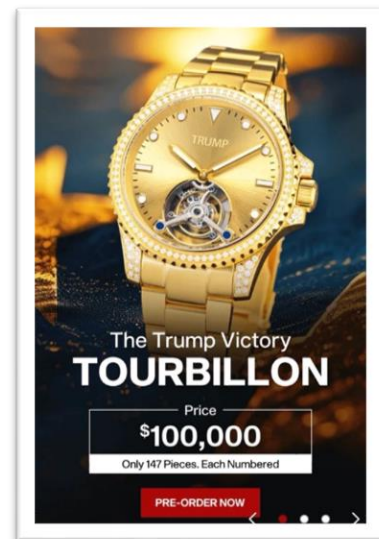 TRUMP
The Trump Victory
TOURBILLON
Price
$100,000
Only 147 Pieces. Each Numbered
PRE-ORDER NOW